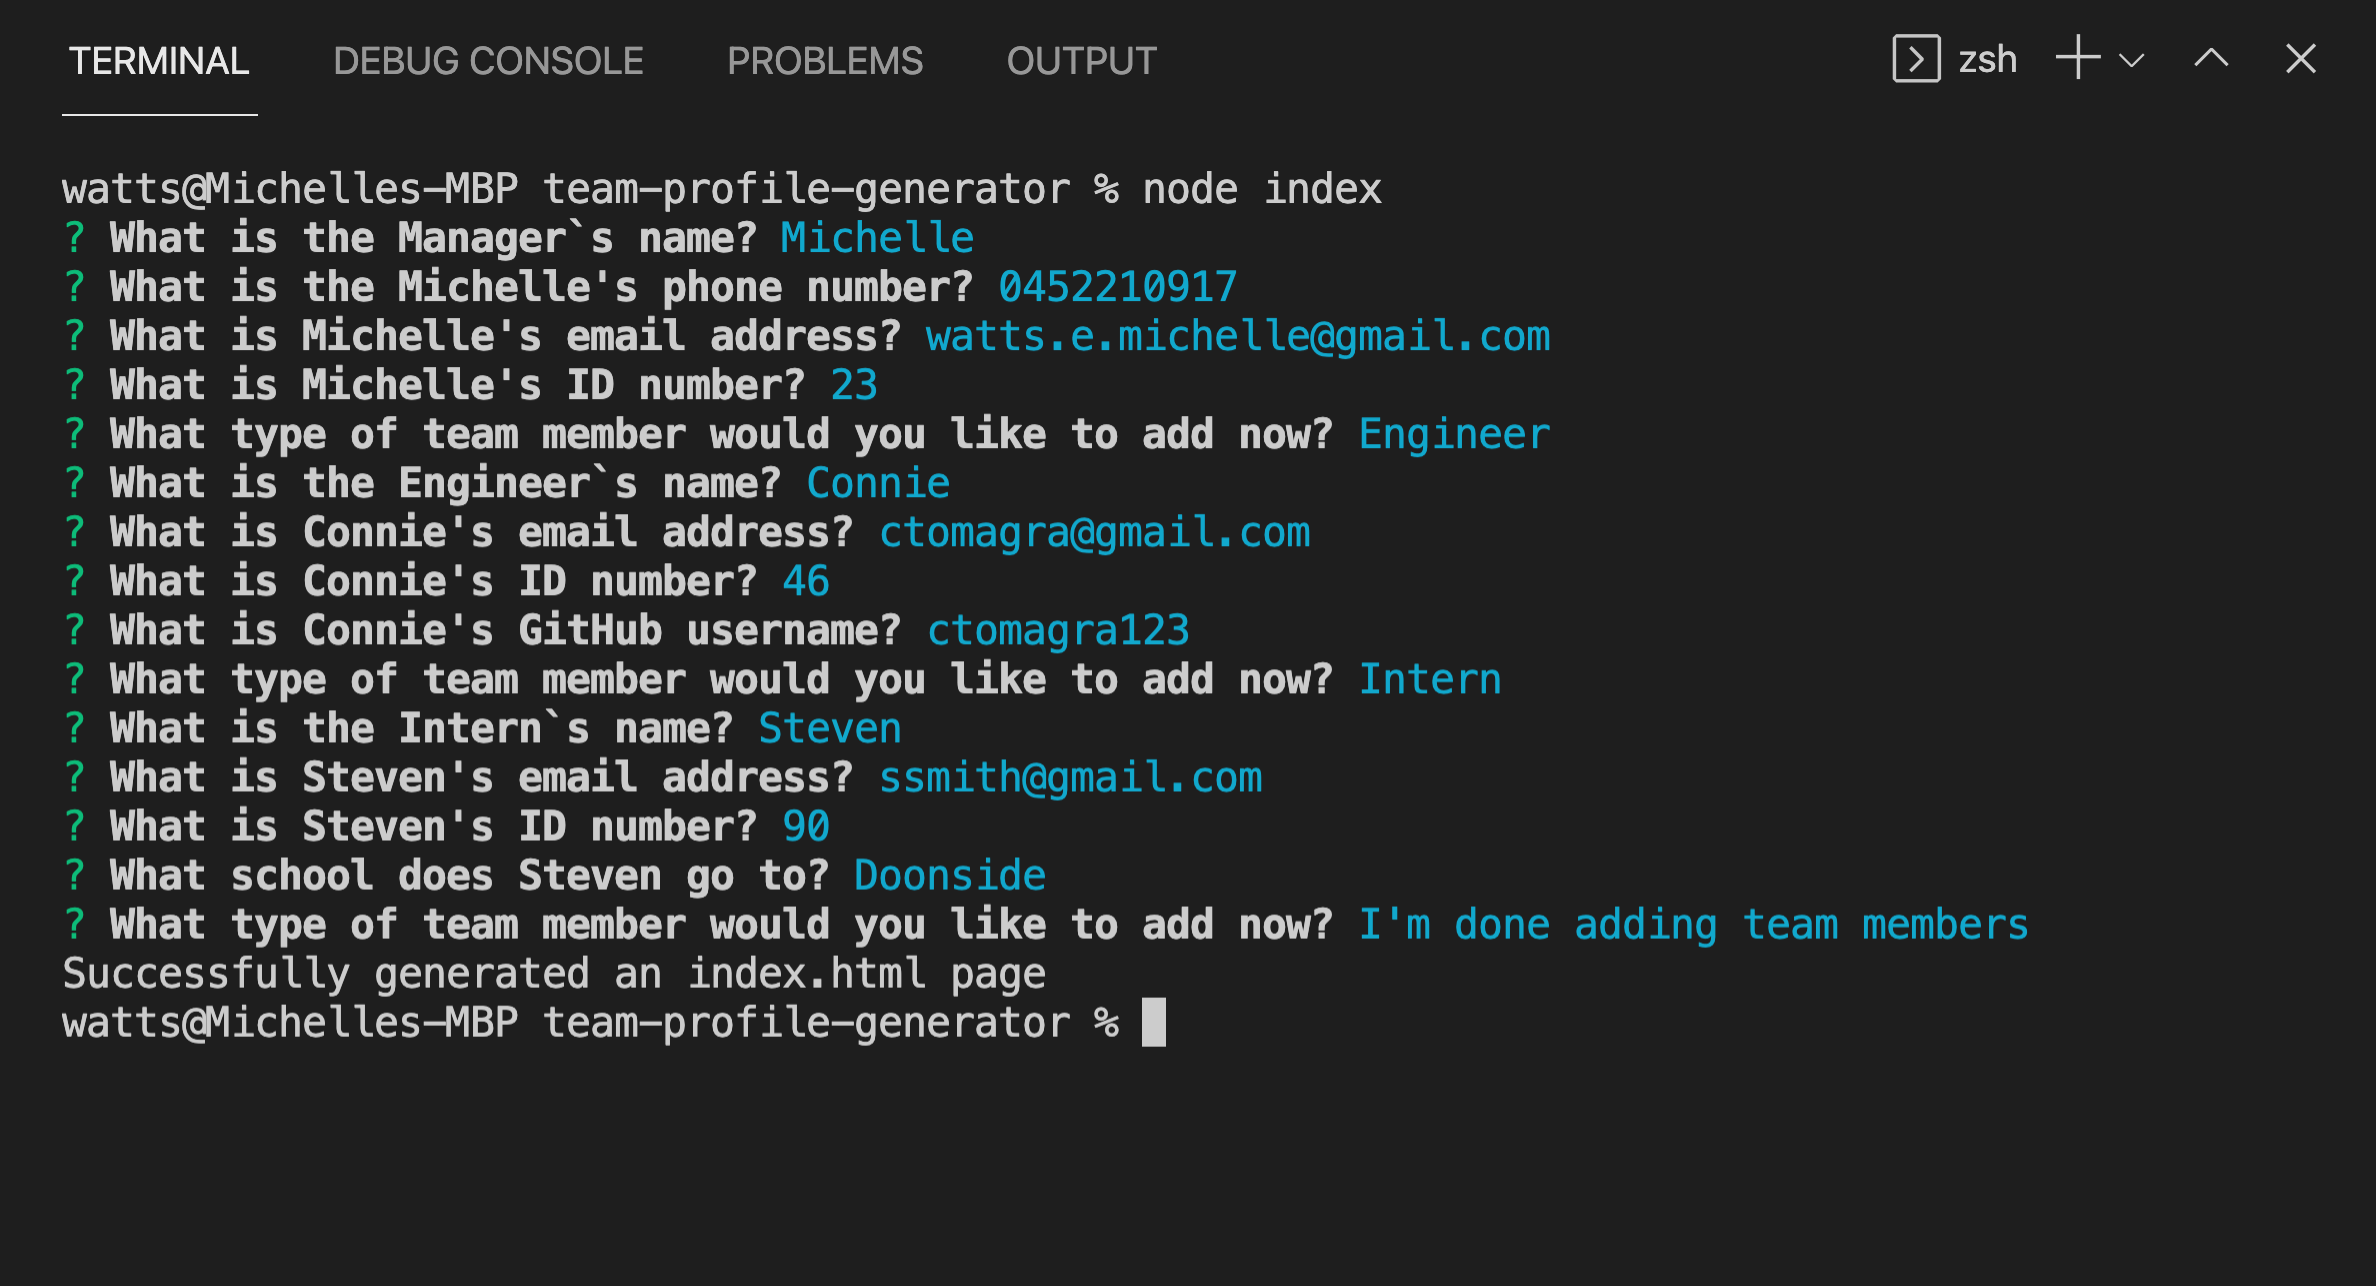 TERMINAL DEBUG CONSOLE PROBLEMS OUTPUT zsh
watts@Michelles-MBP team-profile-generator % node index
? What is the Manager`s name? Michelle
? What is the Michelle's phone number? 0452210917
? What is Michelle's email address? watts.e.michelle@gmail.com
? What is Michelle's ID number? 23
? What type of team member would you like to add now? Engineer
? What is the Engineer`s name? Connie
? What is Connie's email address? ctomagra@gmail.com
? What is Connie's ID number? 46
? What is Connie's GitHub username? ctomagra123
? What type of team member would you like to add now? Intern
? What is the Intern`s name? Steven
? What is Steven's email address? ssmith@gmail.com
? What is Steven's ID number? 90
? What school does Steven go to? Doonside
? What type of team member would you like to add now? I'm done adding team members
Successfully generated an index.html page
watts@Michelles-MBP team-profile-generator %